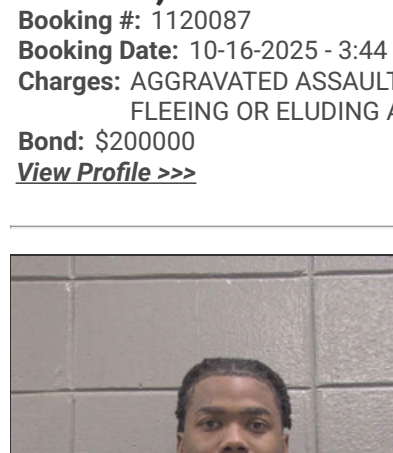 Booking #: 1120087
Booking Date: 10-16-2025 - 3:44
Charges: AGGRAVATED ASSAULT
FLEEING OR ELUDING A
Bond: $200000
View Profile >>>